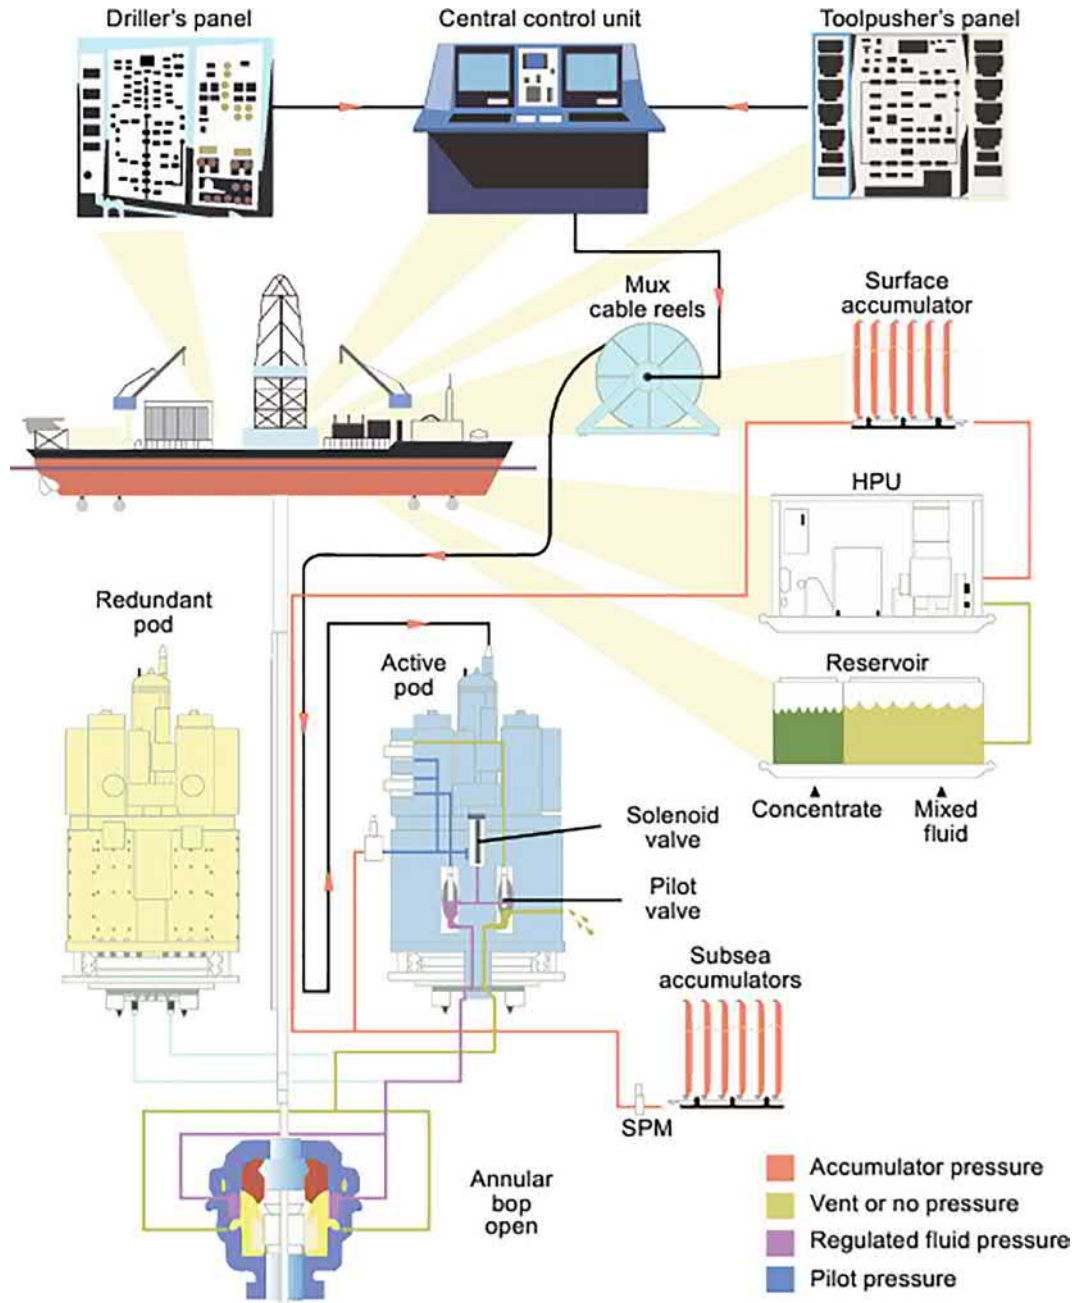 Driller's panel
Central control unit
Toolpusher's panel
Mux
cable reels
Surface
accumulator
HPU
Redundant
pod
Active
pod
Reservoir
Concentrate
Mixed
fluid
Solenoid
valve
Pilot
valve
Subsea
accumulators
SPM
Annular
bop
open
Accumulator pressure
Vent or no pressure
Regulated fluid pressure
Pilot pressure